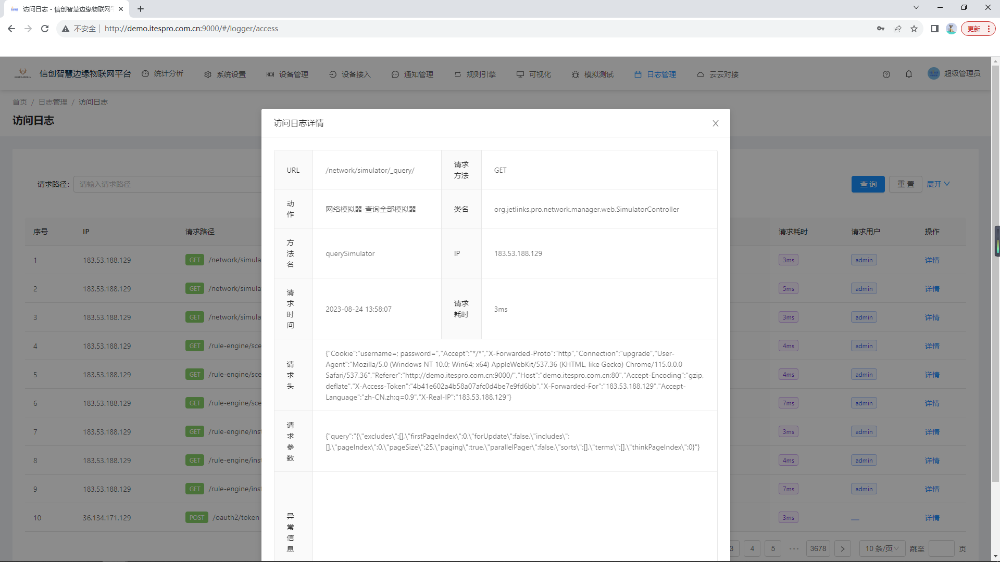 访问日志 - 信创智慧边缘物联网平
不安全
http://demo.itespro.com.cn:9000/#/logger/access
更新
信创智慧边缘物联网平台
统计分析
系统设置
设备管理
设备接入
通知管理
规则引擎
可视化
模拟测试
日志管理
云云对接
超级管理员
首页 / 日志管理 / 访问日志
访问日志
访问日志详情
URL
/network/simulator/_query/
请求
方法
GET
动
作
网络模拟器-查询全部模拟器
类名
org.jetlinks.pro.network.manager.web.SimulatorController
方
法
名
querySimulator
IP
183.53.188.129
请
求
时
间
2023-08-24 13:58:07
请求
耗时
3ms
请
求
头
{"Cookie":"username=; password=","Accept":"*/*","X-Forwarded-Proto":"http","Connection":"upgrade","User-
Agent":"Mozilla/5.0 (Windows NT 10.0; Win64; x64) AppleWebKit/537.36 (KHTML, like Gecko) Chrome/115.0.0.0
Safari/537.36","Referer":"http://demo.itespro.com.cn:9000/","Host":"demo.itespro.com.cn:80","Accept-Encoding":"gzip,
deflate","X-Access-Token":"4b41e602a4b58a07afc0d4be7e9fd6bb","X-Forwarded-For":"183.53.188.129","Accept-
Language":"zh-CN,zh;q=0.9","X-Real-IP":"183.53.188.129"}
请
求
参
数
{"query":"{\"excludes\":[],\"firstPageIndex\":0,\"forUpdate\":false,\"includes\":
[],\"pageIndex\":0,\"pageSize\":25,\"paging\":true,\"parallelPager\":false,\"sorts\":[],\"terms\":[],\"thinkPageIndex\":0}"}
异
常
信
息
请求路径: 请输入请求路径
查 询
重 置
展开
序号 IP 请求路径 请求耗时 请求用户 操作
1 183.53.188.129 GET /network/simula 3ms admin 详情
2 183.53.188.129 GET /network/simula 5ms admin 详情
3 183.53.188.129 GET /network/simula 3ms admin 详情
4 183.53.188.129 GET /rule-engine/sce 4ms admin 详情
5 183.53.188.129 GET /rule-engine/sce 4ms admin 详情
6 183.53.188.129 GET /rule-engine/sce 7ms admin 详情
7 183.53.188.129 GET /rule-engine/inst 3ms admin 详情
8 183.53.188.129 GET /rule-engine/inst 4ms admin 详情
9 183.53.188.129 GET /rule-engine/inst 7ms admin 详情
10 36.134.171.129 POST /oauth2/token 3ms 详情
3 4 5 ••• 3678 10 条/页 跳至 页